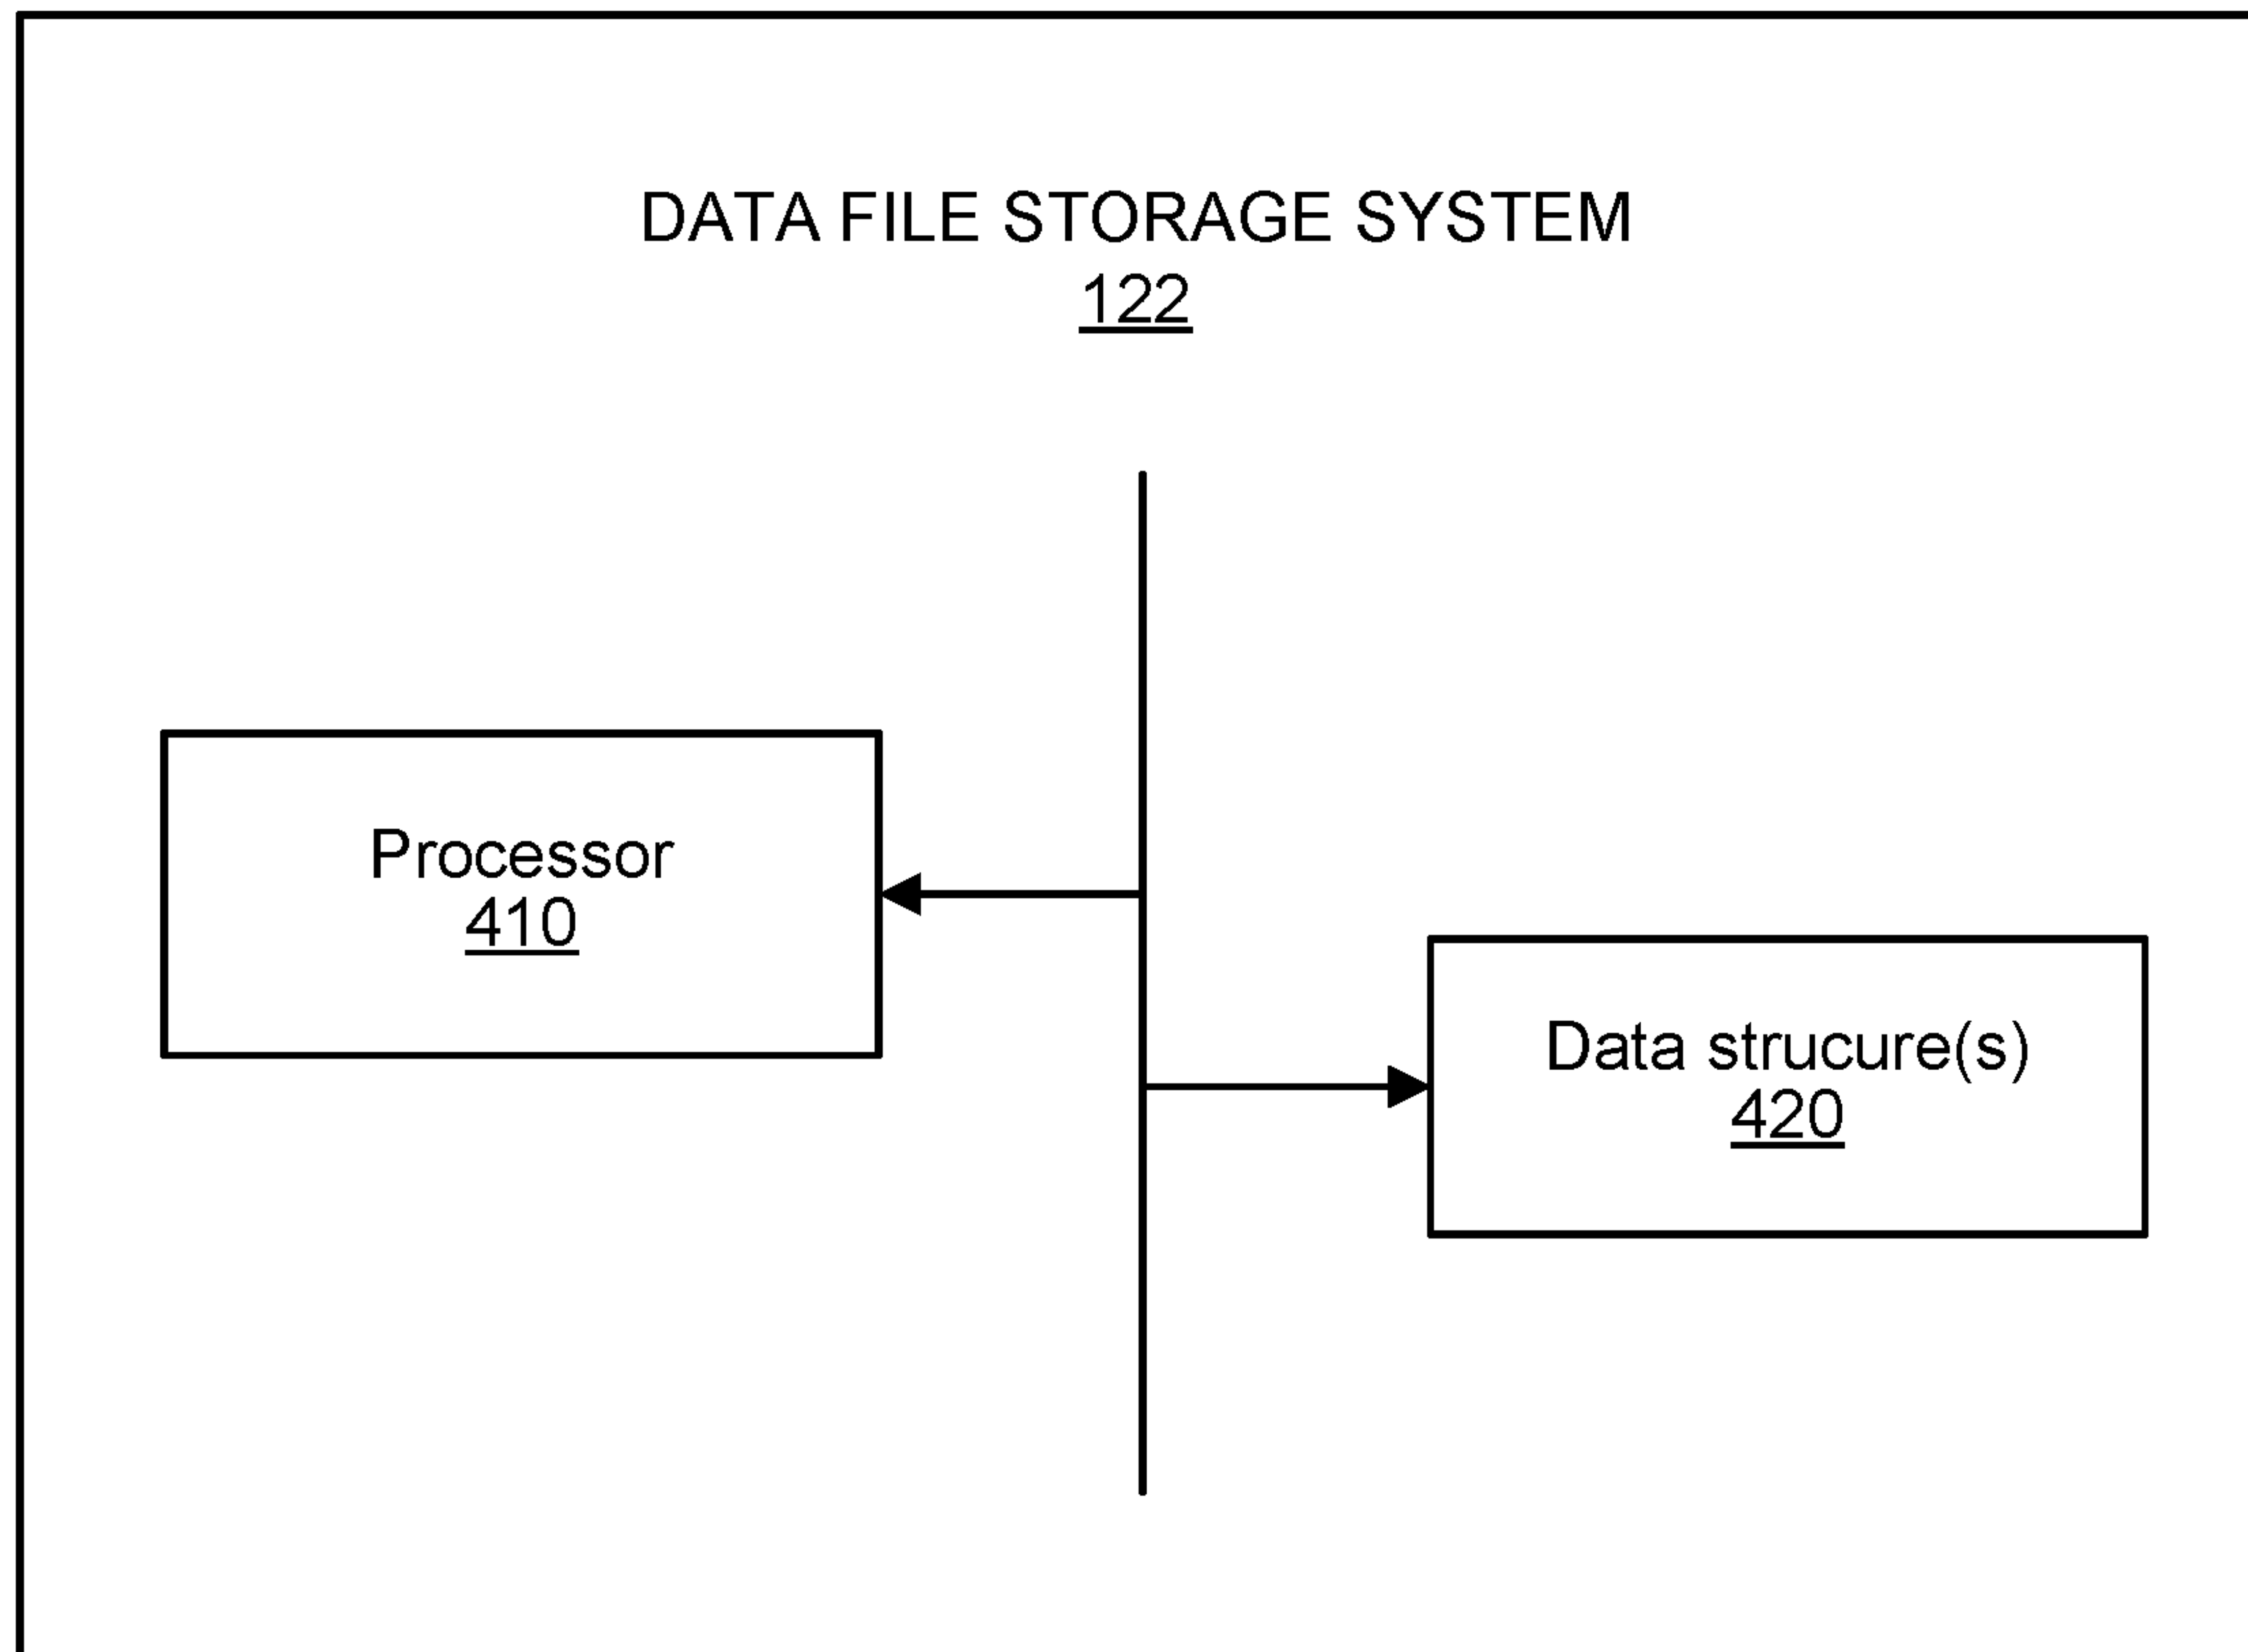 DATA FILE STORAGE SYSTEM
122
Processor
410
Data strucure(s)
420